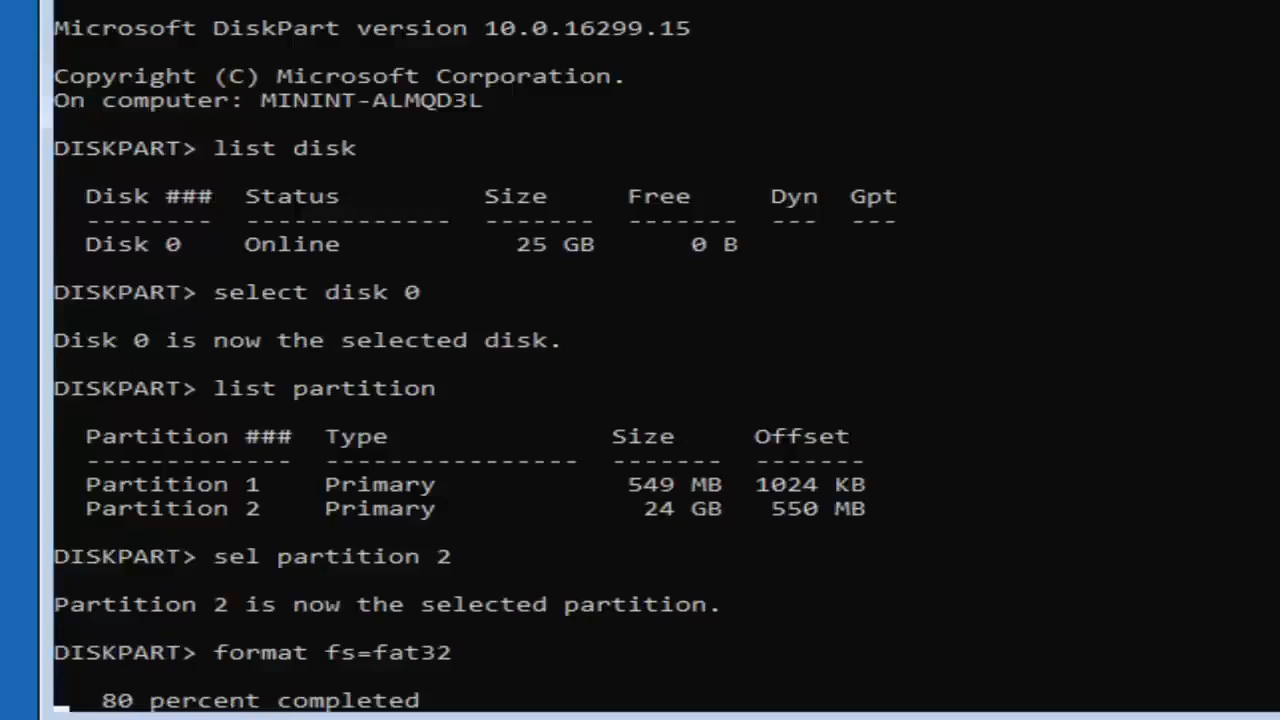 Microsoft DiskPart version 10.0.16299.15
Copyright (C) Microsoft Corporation.
On computer: MININT-ALMQD3L
DISKPART> list disk
Disk ### Status Size Free Dyn Gpt
-------- ------------- ------- ------- --- ---
Disk 0 Online 25 GB 0 B
DISKPART> select disk 0
Disk 0 is now the selected disk.
DISKPART> list partition
Partition ### Type Size Offset
------------- ---------------- ------- -------
Partition 1 Primary 549 MB 1024 KB
Partition 2 Primary 24 GB 550 MB
DISKPART> sel partition 2
Partition 2 is now the selected partition.
DISKPART> format fs=fat32
80 percent completed